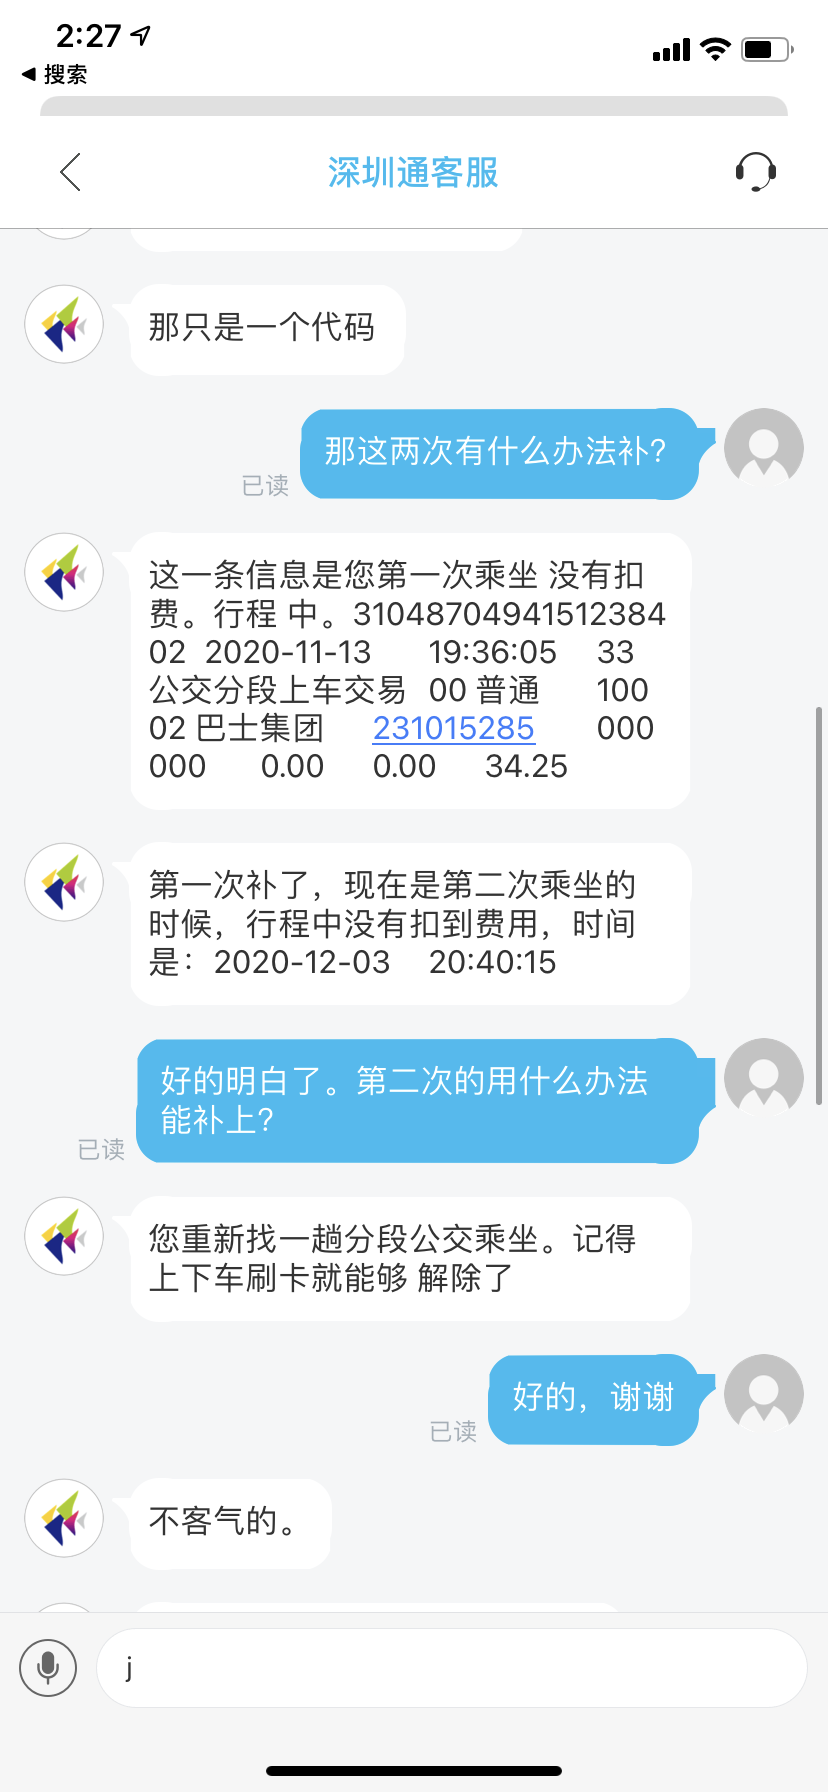 2:27
搜索
深圳通客服
那只是一个代码
那这两次有什么办法补?
已读
这一条信息是您第一次乘坐 没有扣
费。行程 中。31048704941512384
02 2020-11-13 19:36:05 33
公交分段上车交易 00 普通 100
02 巴士集团 231015285 000
000 0.00 0.00 34.25
第一次补了，现在是第二次乘坐的
时候，行程中没有扣到费用，时间
是：2020-12-03 20:40:15
好的明白了。第二次的用什么办法
能补上?
已读
您重新找一趟分段公交乘坐。记得
上下车刷卡就能够 解除了
好的，谢谢
已读
不客气的。
j